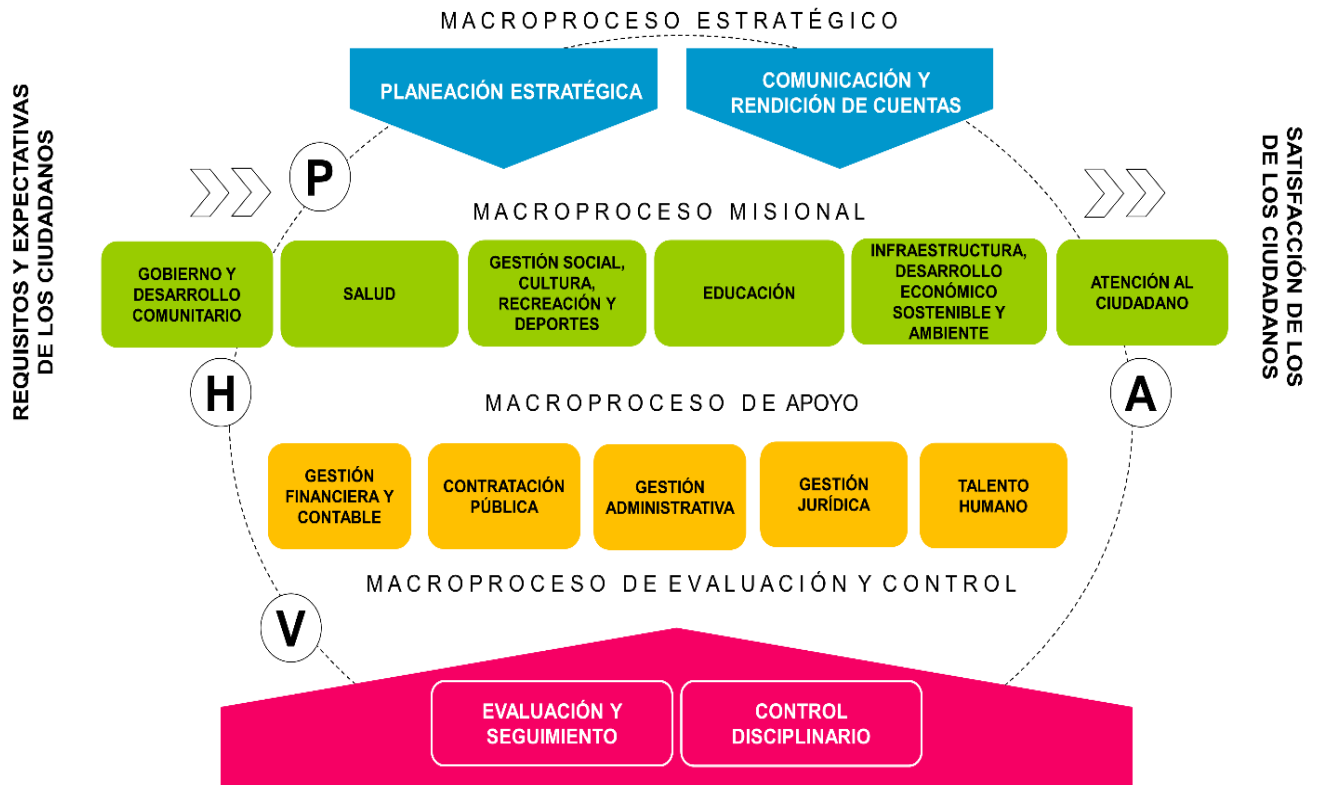 MACROPROCESO ESTRATÉGICO
PLANEACIÓN ESTRATÉGICA
COMUNICACIÓN Y
RENDICIÓN DE CUENTAS
REQUISITOS Y EXPECTATIVAS
DE LOS CIUDADANOS
P
SATISFACCIÓN DE LOS
DE LOS CIUDADANOS
MACROPROCESO MISIONAL
GOBIERNO Y
DESARROLLO
COMUNITARIO
SALUD
GESTIÓN SOCIAL,
CULTURA,
RECREACIÓN Y
DEPORTES
EDUCACIÓN
INFRAESTRUCTURA,
DESARROLLO
ECONÓMICO
SOSTENIBLE Y
AMBIENTE
ATENCIÓN AL
CIUDADANO
H
A
MACROPROCESO DE APOYO
GESTIÓN
FINANCIERA Y
CONTABLE
CONTRATACIÓN
PÚBLICA
GESTIÓN
ADMINISTRATIVA
GESTIÓN
JURÍDICA
TALENTO
HUMANO
MACROPROCESO DE EVALUACIÓN Y CONTROL
V
EVALUACIÓN Y
SEGUIMIENTO
CONTROL
DISCIPLINARIO